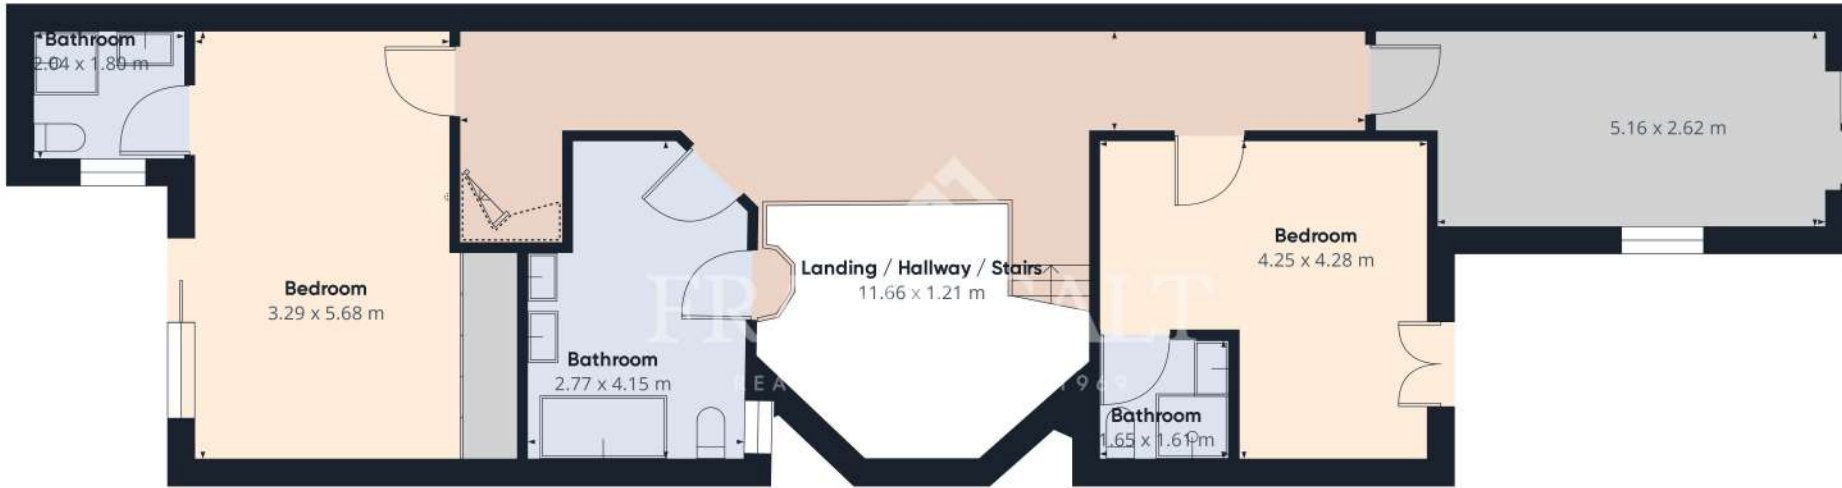 Bathroom
2.04 x 1.80 m
5.16 x 2.62 m
Bedroom
4.25 x 4.28 m
Landing / Hallway / Stairs
11.66 x 1.21 m
Bedroom
3.29 x 5.68 m
Bathroom
2.77 x 4.15 m
Bathroom
1.65 x 1.61 m